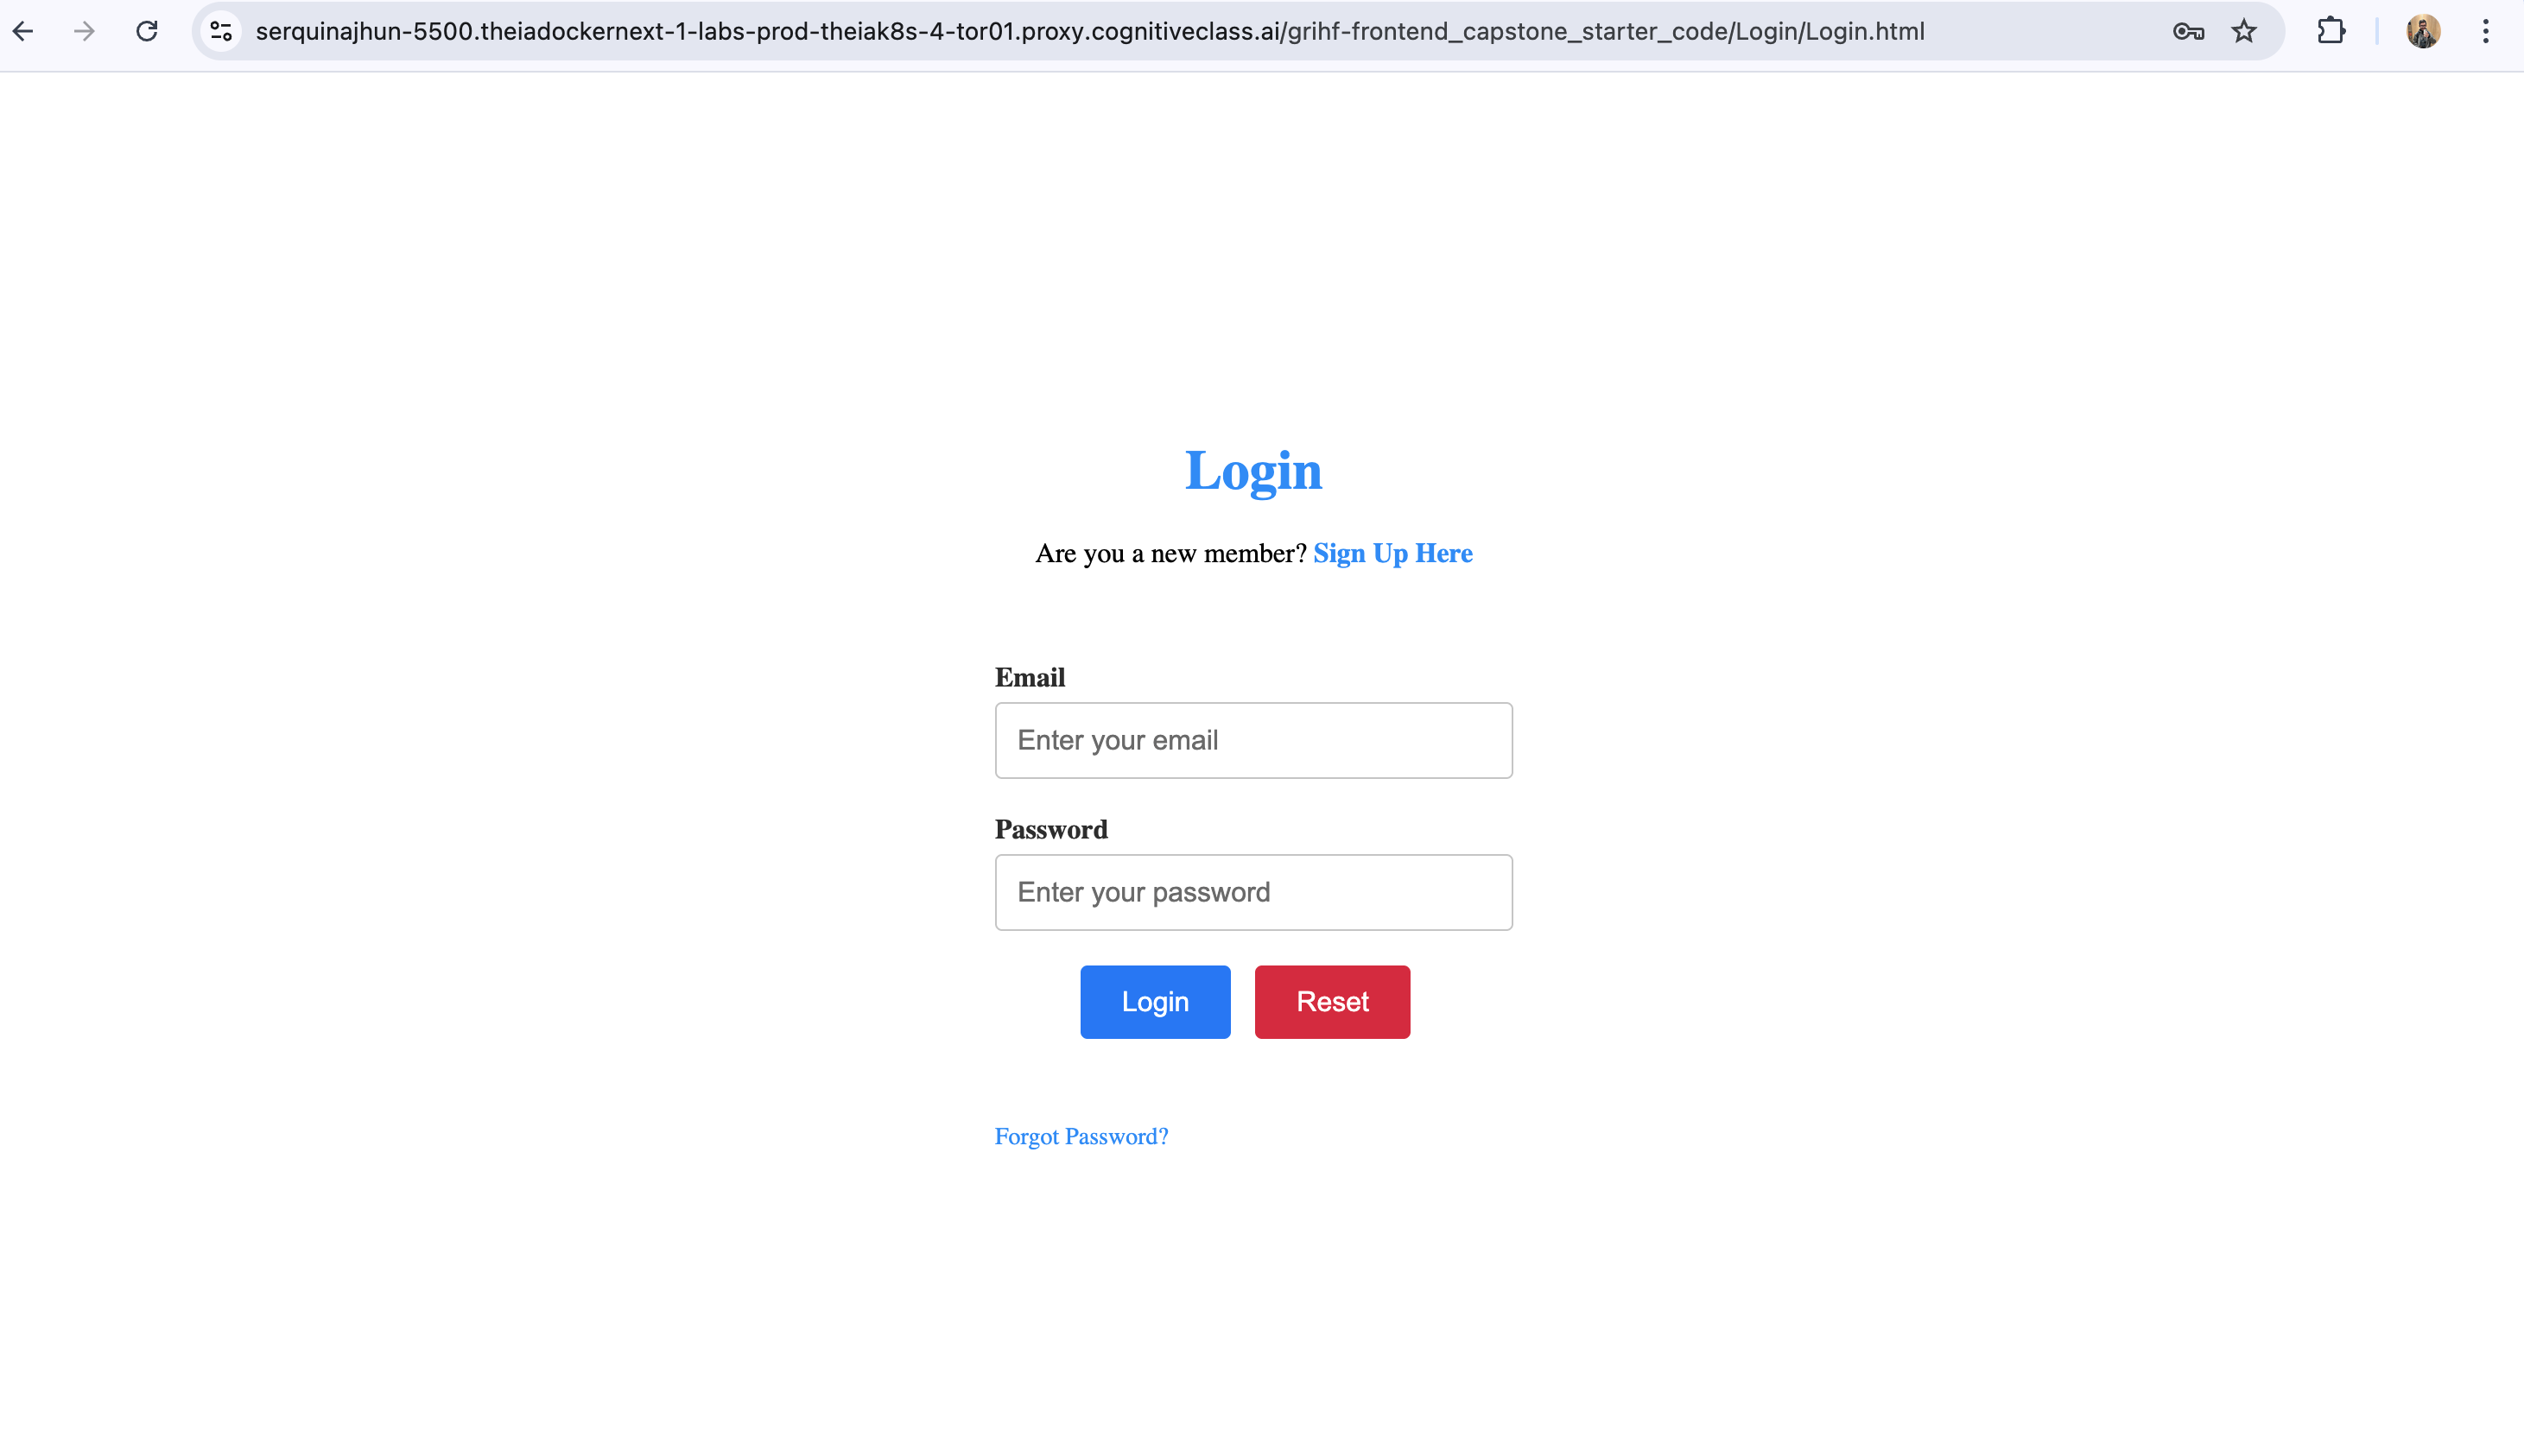 serquinajhun-5500.theiadockernext-1-labs-prod-theiak8s-4-tor01.proxy.cognitiveclass.ai/grihf-frontend_capstone_starter_code/Login/Login.html
Login
Are you a new member? Sign Up Here
Email
Enter your email
Password
Enter your password
Login Reset
Forgot Password?